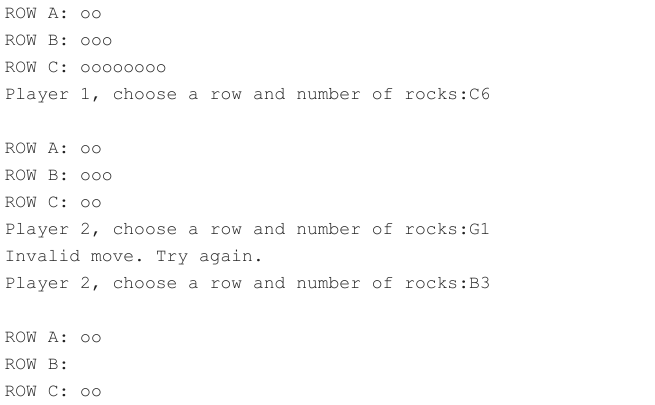 ROW A: oo
ROW B: ooo
ROW C: oooooooo
Player 1, choose a row and number of rocks:C6
ROW A: oo
ROW B: ooo
ROW C: oo
Player 2, choose a row and number of rocks:G1
Invalid move. Try again.
Player 2, choose a row and number of rocks:B3
ROW A: oo
ROW B:
ROW C: oo